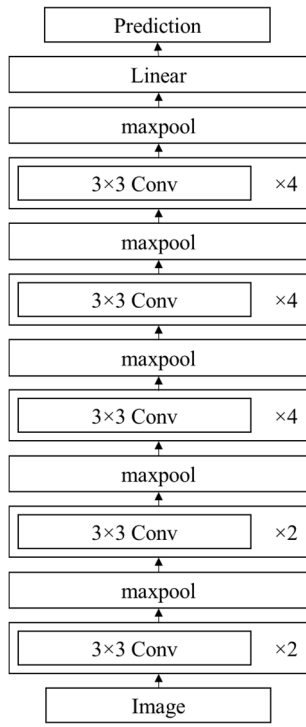 Prediction
Linear
maxpool
3×3 Conv ×4
maxpool
3×3 Conv ×4
maxpool
3×3 Conv ×4
maxpool
3×3 Conv ×2
maxpool
3×3 Conv ×2
Image